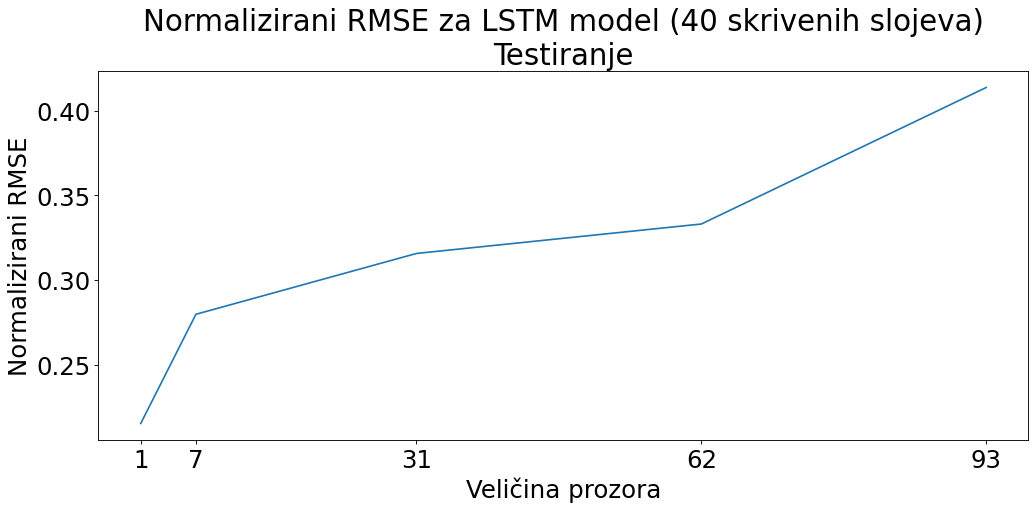 Normalizirani RMSE za LSTM model (40 skrivenih slojeva)
Testiranje
Normalizirani RMSE
0.40
0.35
0.30
0.25
1 7 31 62 93
Veličina prozora